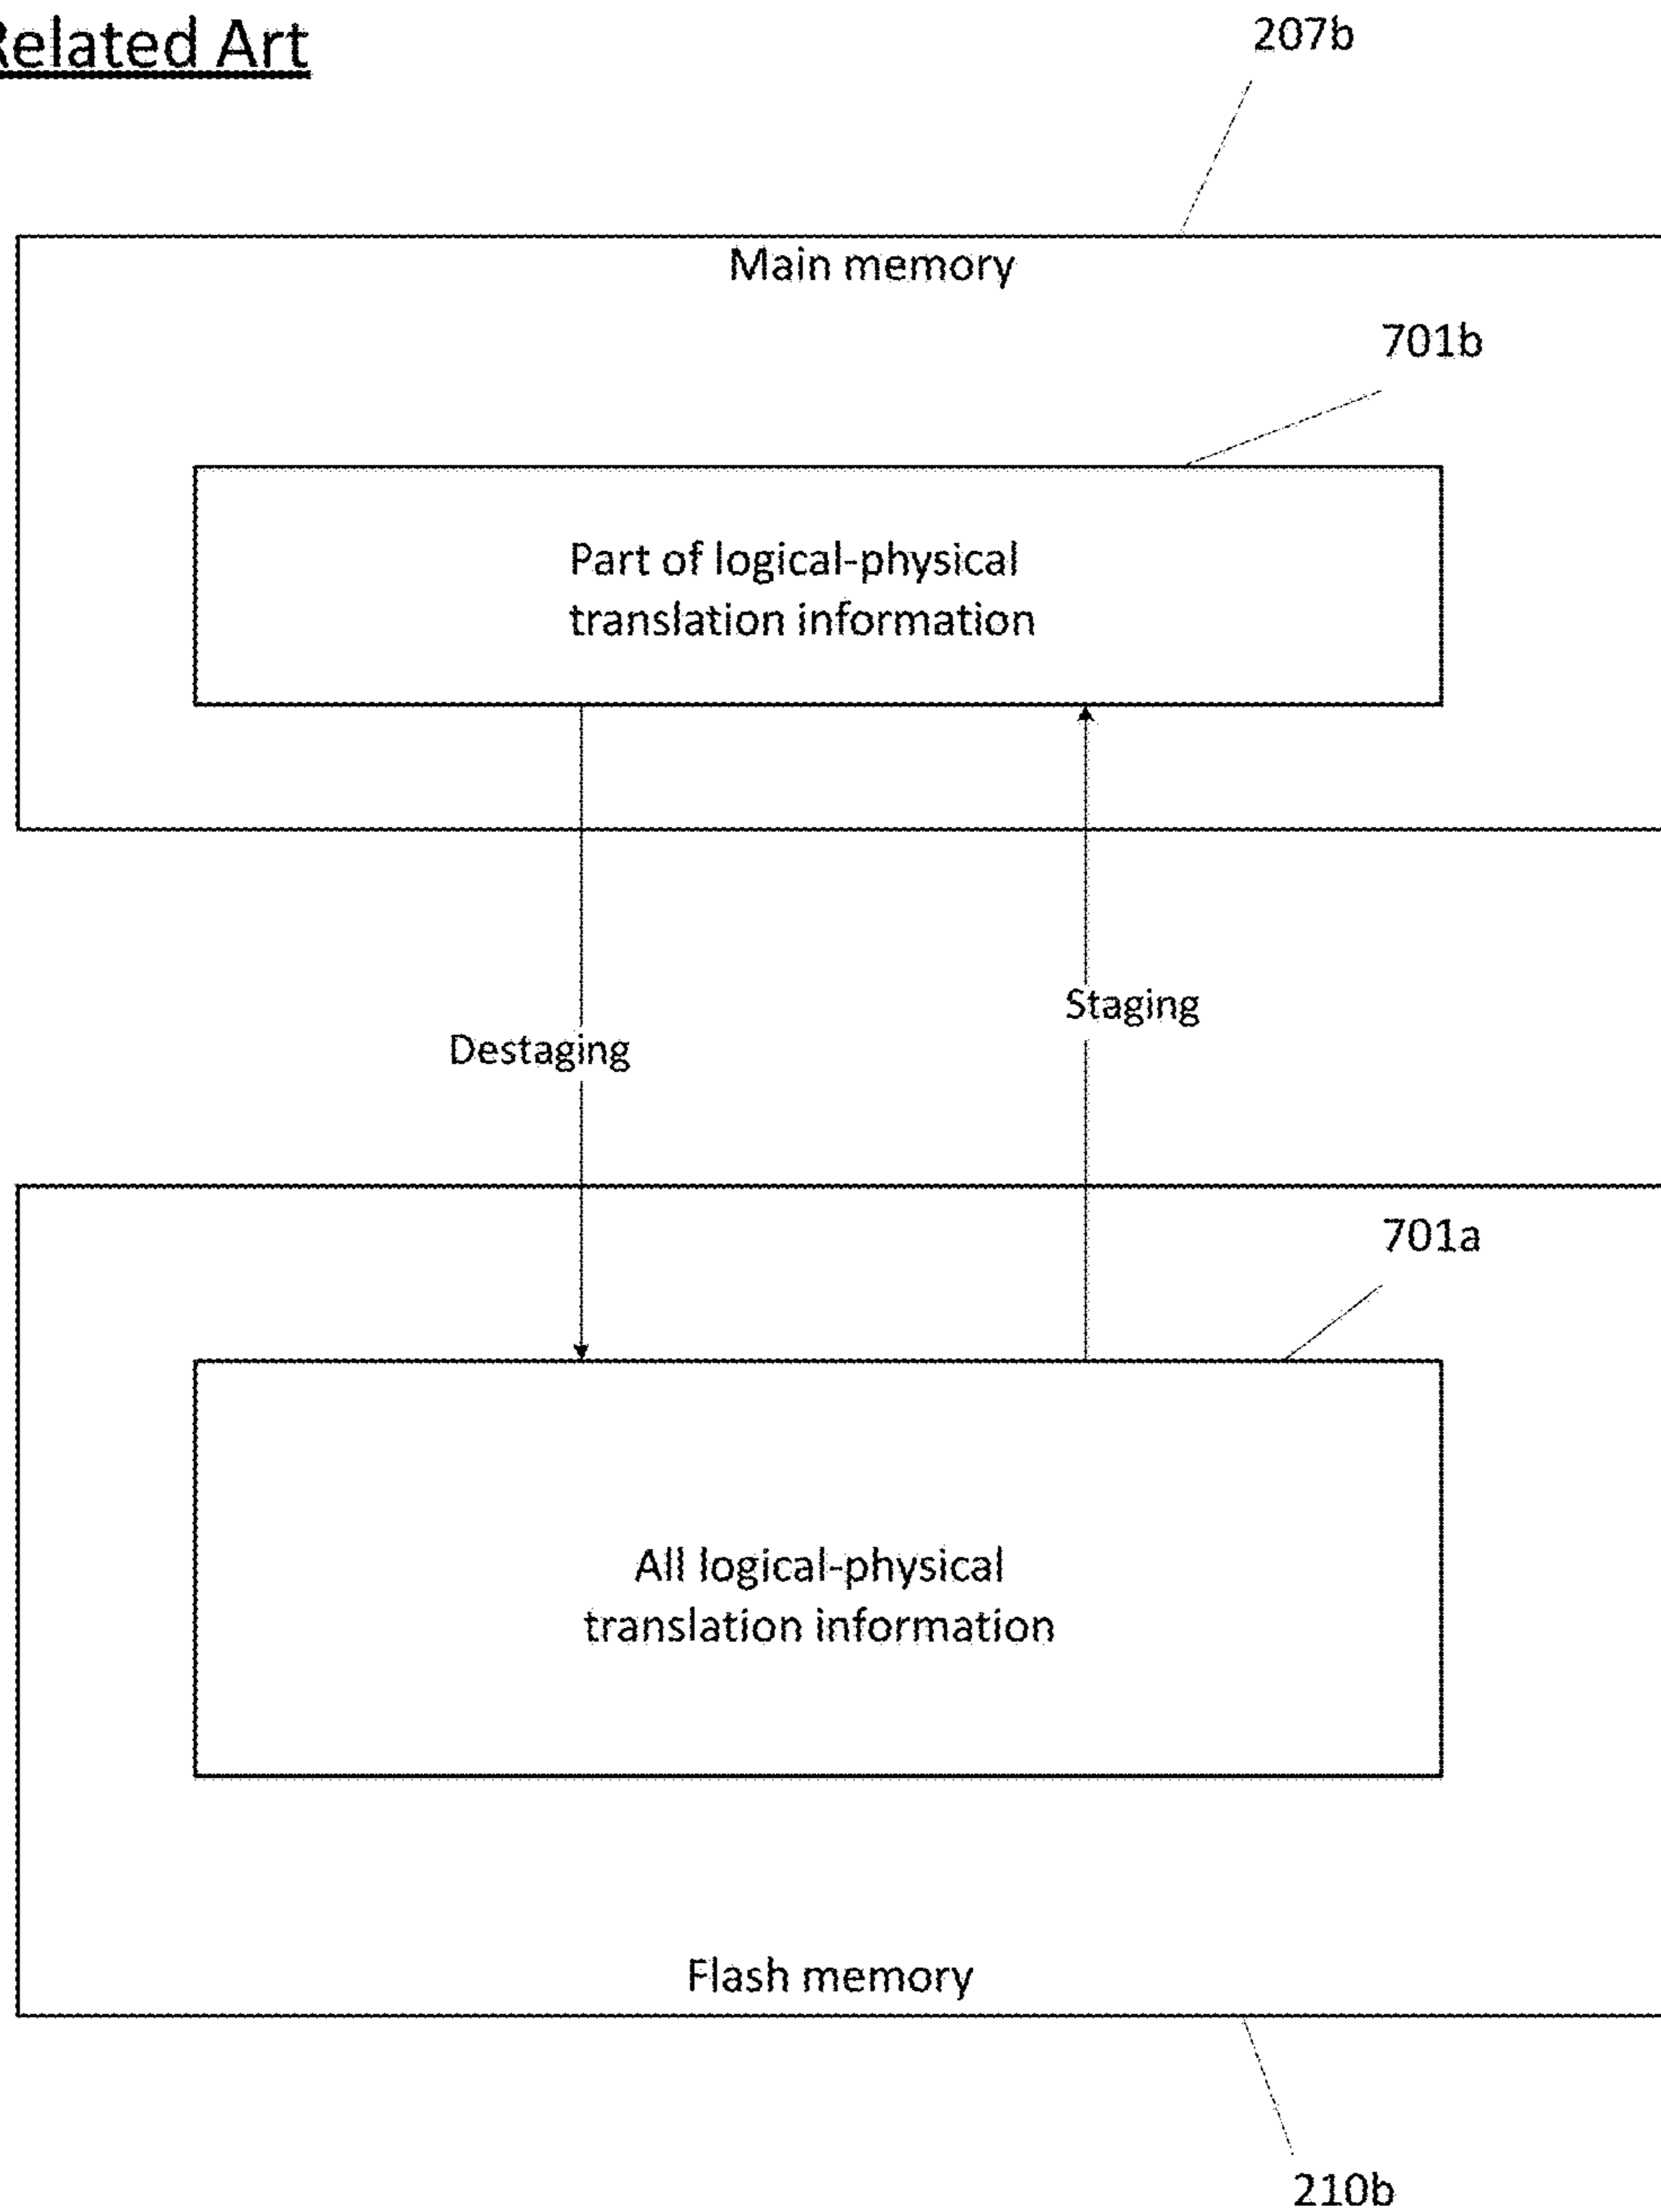 Related Art
207b
Main memory
701b
Part of logical-physical
translation information
Staging
Destaging
701a
All logical-physical
translation information
Flash memory
210b